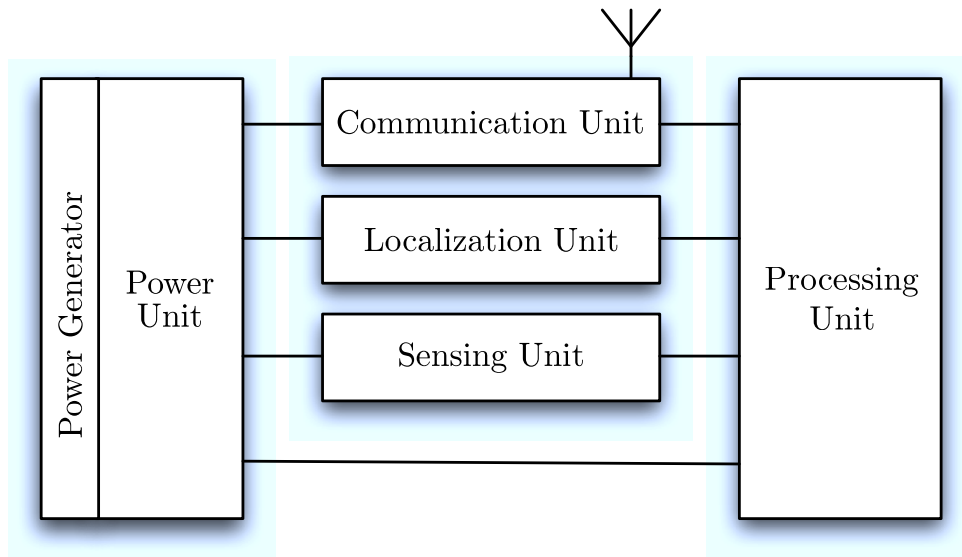 Communication Unit
Localization Unit
Sensing Unit
Power Generator
Power
Unit
Processing
Unit